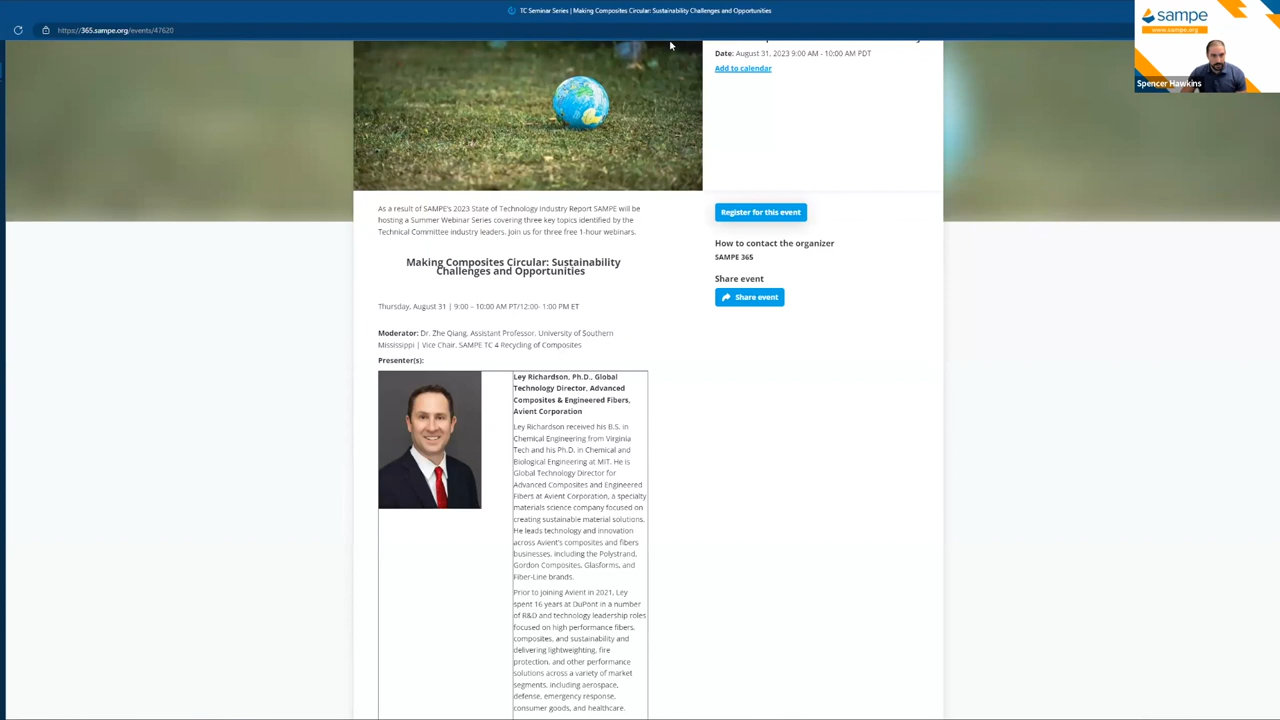 TC Seminar Series | Making Composites Circular: Sustainability Challenges and Opportunities
https://365.sampe.org/events/47620
sampe
www.sampe.org
Spencer Hawkins
Date: August 31, 2023 9:00 AM - 10:00 AM PDT
Add to calendar
As a result of SAMPE's 2023 State of Technology Industry Report SAMPE will be
hosting a Summer Webinar Series covering three key topics identified by the
Technical Committee industry leaders. Join us for three free 1-hour webinars.
Register for this event
How to contact the organizer
SAMPE 365
Share event
Share event
Making Composites Circular: Sustainability
Challenges and Opportunities
Thursday, August 31 | 9:00 – 10:00 AM PT/12:00- 1:00 PM ET
Moderator: Dr. Zhe Qiang, Assistant Professor, University of Southern
Mississippi | Vice Chair, SAMPE TC 4 Recycling of Composites
Presenter(s):
Ley Richardson, Ph.D., Global
Technology Director, Advanced
Composites & Engineered Fibers,
Avient Corporation
Ley Richardson received his B.S. in
Chemical Engineering from Virginia
Tech and his Ph.D. in Chemical and
Biological Engineering at MIT. He is
Global Technology Director for
Advanced Composites and Engineered
Fibers at Avient Corporation, a specialty
materials science company focused on
creating sustainable material solutions.
He leads technology and innovation
across Avient's composites and fibers
businesses, including the Polystrand,
Gordon Composites, Glasforms, and
Fiber-Line brands.
Prior to joining Avient in 2021, Ley
spent 16 years at DuPont in a number
of R&D and technology leadership roles
focused on high performance fibers,
composites, and sustainability and
delivering lightweighting, fire
protection, and other performance
solutions across a variety of market
segments, including aerospace,
defense, emergency response,
consumer goods, and healthcare.